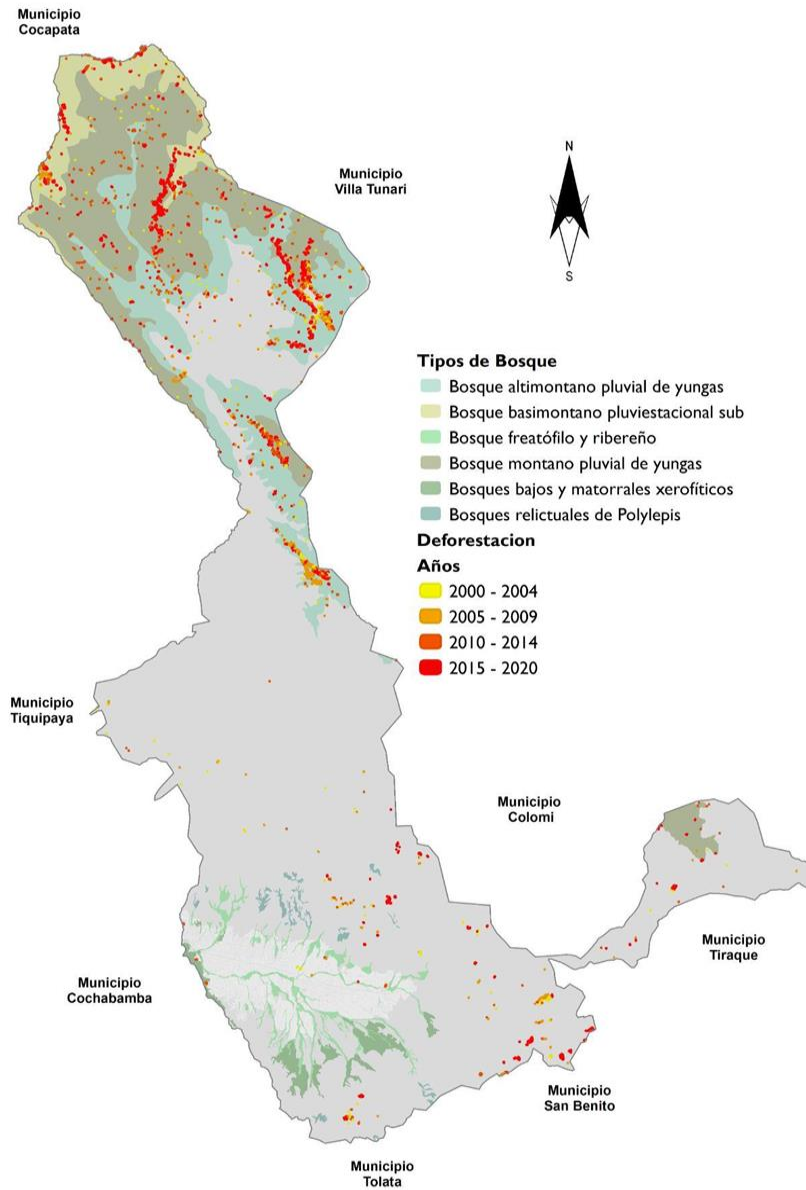 Municipio
Cocapata
Municipio
Villa Tunari
N
S
Tipos de Bosque
Bosque altimontano pluvial de yungas
Bosque basimontano pluviestacional sub
Bosque freatófilo y ribereño
Bosque montano pluvial de yungas
Bosques bajos y matorrales xerofíticos
Bosques relictuales de Polylepis
Deforestacion
Años
2000 - 2004
2005 - 2009
2010 - 2014
2015 - 2020
Municipio
Tiquipaya
Municipio
Colomi
Municipio
Tiraque
Municipio
Cochabamba
Municipio
San Benito
Municipio
Tolata